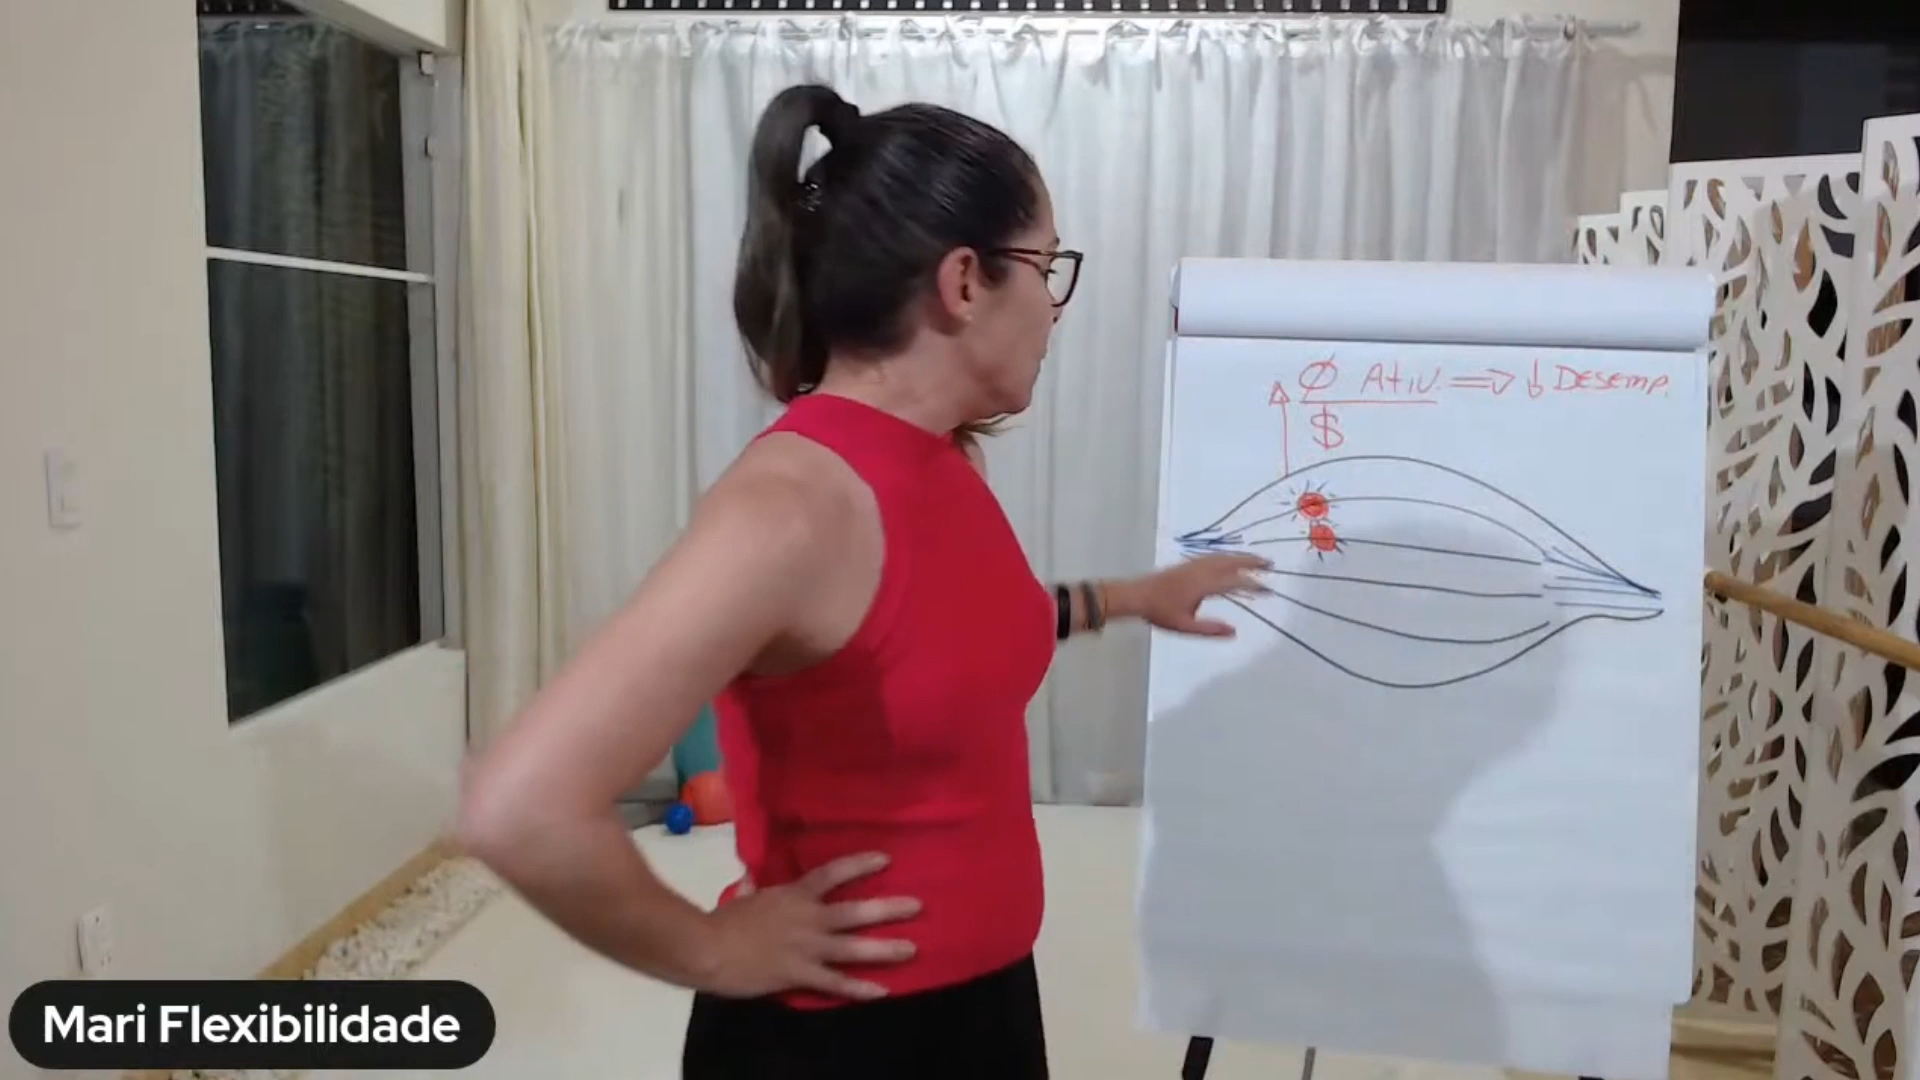 Ø Ativ. => ↓ Desemp.
$
Mari Flexibilidade